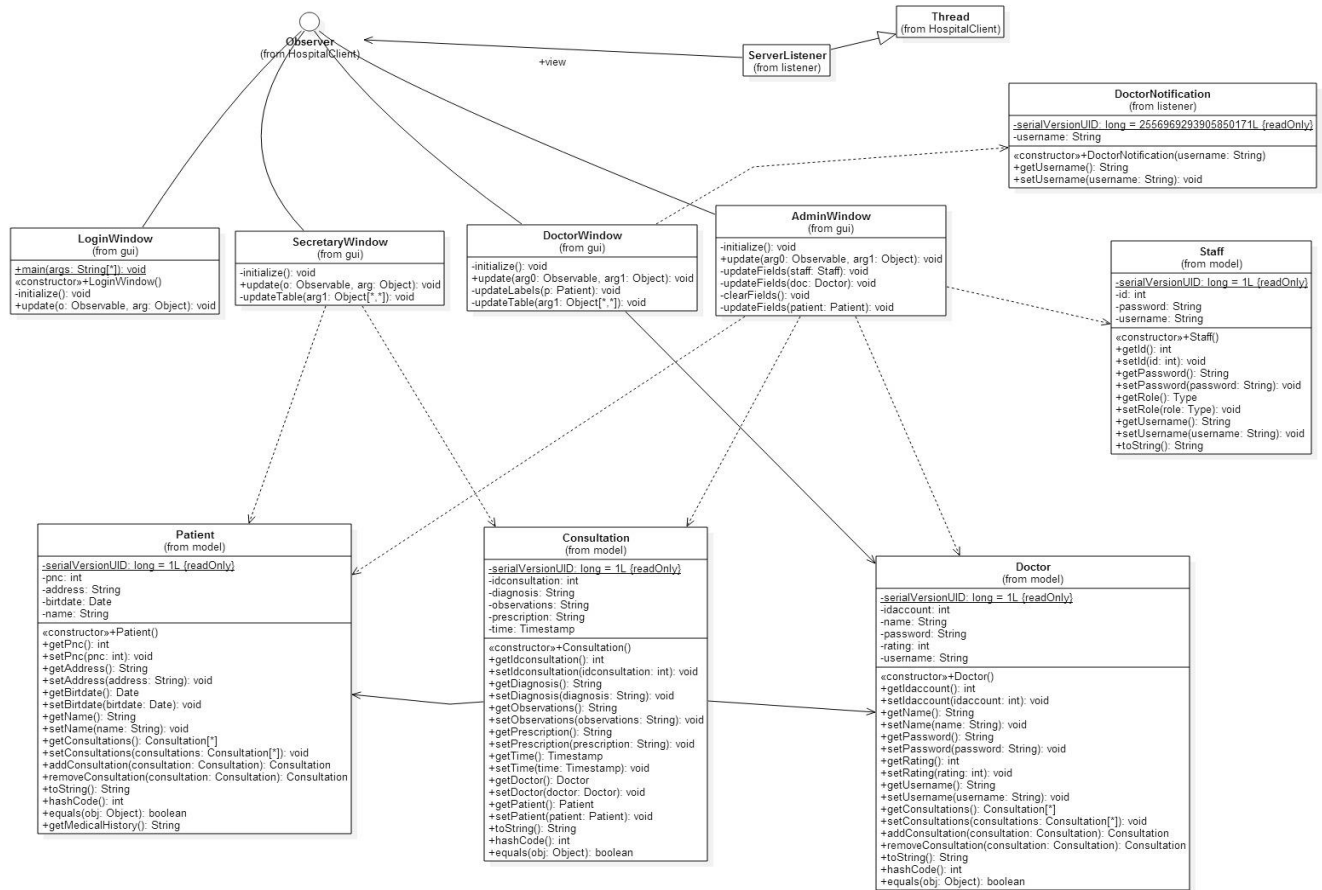 Observer
(from HospitalClient)
+view
ServerListener
(from listener)
Thread
(from HospitalClient)
DoctorNotification
(from listener)
-serialVersionUID: long = 2556969293905850171L {readOnly}
-username: String
«constructor»+DoctorNotification(username: String)
+getUsername(): String
+setUsername(username: String): void
LoginWindow
(from gui)
+main(args: String[*]): void
«constructor»+LoginWindow()
-initialize(): void
+update(o: Observable, arg: Object): void
SecretaryWindow
(from gui)
-initialize(): void
+update(o: Observable, arg: Object): void
-updateTable(arg1: Object[*,*]): void
DoctorWindow
(from gui)
-initialize(): void
+update(arg0: Observable, arg1: Object): void
-updateLabels(p: Patient): void
-updateTable(arg1: Object[*,*]): void
AdminWindow
(from gui)
-initialize(): void
+update(arg0: Observable, arg1: Object): void
-updateFields(staff: Staff): void
-updateFields(doc: Doctor): void
-clearFields(): void
-updateFields(patient: Patient): void
Staff
(from model)
-serialVersionUID: long = 1L {readOnly}
-id: int
-password: String
-username: String
«constructor»+Staff()
+getId(): int
+setId(id: int): void
+getPassword(): String
+setPassword(password: String): void
+getRole(): Type
+setRole(role: Type): void
+getUsername(): String
+setUsername(username: String): void
+toString(): String
Patient
(from model)
-serialVersionUID: long = 1L {readOnly}
-pnc: int
-address: String
-birtdate: Date
-name: String
«constructor»+Patient()
+getPnc(): int
+setPnc(pnc: int): void
+getAddress(): String
+setAddress(address: String): void
+getBirtdate(): Date
+setBirtdate(birtdate: Date): void
+getName(): String
+setName(name: String): void
+getConsultations(): Consultation[*]
+setConsultations(consultations: Consultation[*]): void
+addConsultation(consultation: Consultation): Consultation
+removeConsultation(consultation: Consultation): Consultation
+toString(): String
+hashCode(): int
+equals(obj: Object): boolean
+getMedicalHistory(): String
Consultation
(from model)
-serialVersionUID: long = 1L {readOnly}
-idconsultation: int
-diagnosis: String
-observations: String
-prescription: String
-time: Timestamp
«constructor»+Consultation()
+getIdconsultation(): int
+setIdconsultation(idconsultation: int): void
+getDiagnosis(): String
+setDiagnosis(diagnosis: String): void
+getObservations(): String
+setObservations(observations: String): void
+getPrescription(): String
+setPrescription(prescription: String): void
+getTime(): Timestamp
+setTime(time: Timestamp): void
+getDoctor(): Doctor
+setDoctor(doctor: Doctor): void
+getPatient(): Patient
+setPatient(patient: Patient): void
+toString(): String
+hashCode(): int
+equals(obj: Object): boolean
Doctor
(from model)
-serialVersionUID: long = 1L {readOnly}
-idaccount: int
-name: String
-password: String
-rating: int
-username: String
«constructor»+Doctor()
+getIdaccount(): int
+setIdaccount(idaccount: int): void
+getName(): String
+setName(name: String): void
+getPassword(): String
+setPassword(password: String): void
+getRating(): int
+setRating(rating: int): void
+getUsername(): String
+setUsername(username: String): void
+getConsultations(): Consultation[*]
+setConsultations(consultations: Consultation[*]): void
+addConsultation(consultation: Consultation): Consultation
+removeConsultation(consultation: Consultation): Consultation
+toString(): String
+hashCode(): int
+equals(obj: Object): boolean